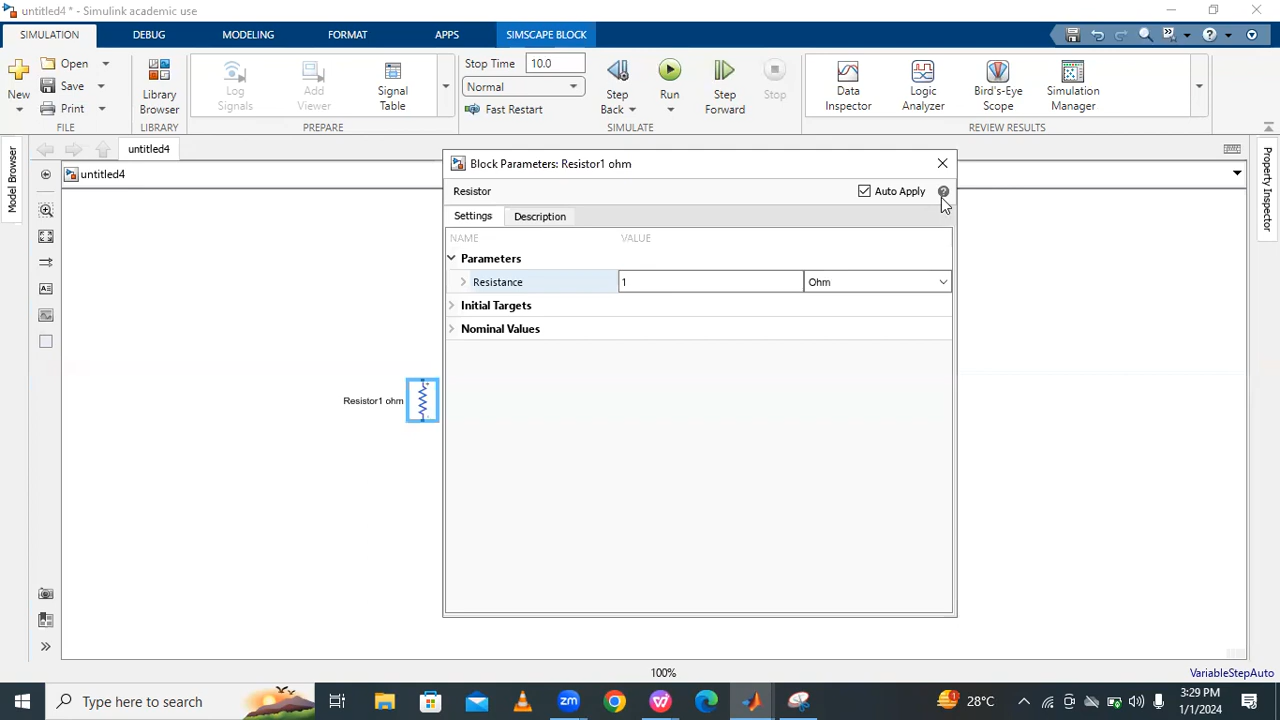 untitled4 * - Simulink academic use
SIMULATION DEBUG MODELING FORMAT APPS SIMSCAPE BLOCK
New
Open
Save
Print
FILE
Library Browser
LIBRARY
Log Signals
Add Viewer
Signal Table
PREPARE
Stop Time 10.0
Normal
Fast Restart
Step Back
Run
Step Forward
Stop
SIMULATE
Data Inspector
Logic Analyzer
Bird's-Eye Scope
Simulation Manager
REVIEW RESULTS
untitled4
untitled4
Model Browser
Property Inspector
Block Parameters: Resistor1 ohm
Resistor
Auto Apply
Settings Description
NAME VALUE
Parameters
Resistance 1 Ohm
Initial Targets
Nominal Values
Resistor1 ohm
100%
VariableStepAuto
Type here to search
28°C
3:29 PM
1/1/2024